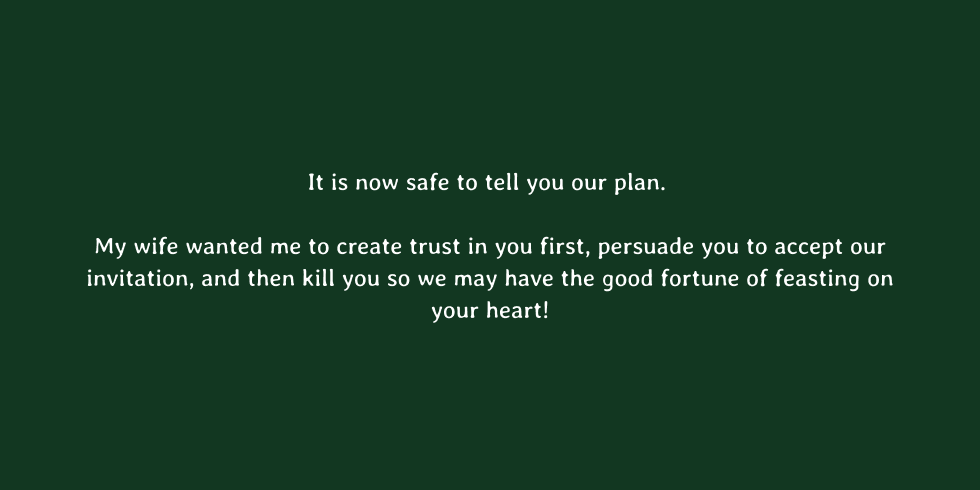 It is now safe to tell you our plan.
My wife wanted me to create trust in you first, persuade you to accept our
invitation, and then kill you so we may have the good fortune of feasting on
your heart!